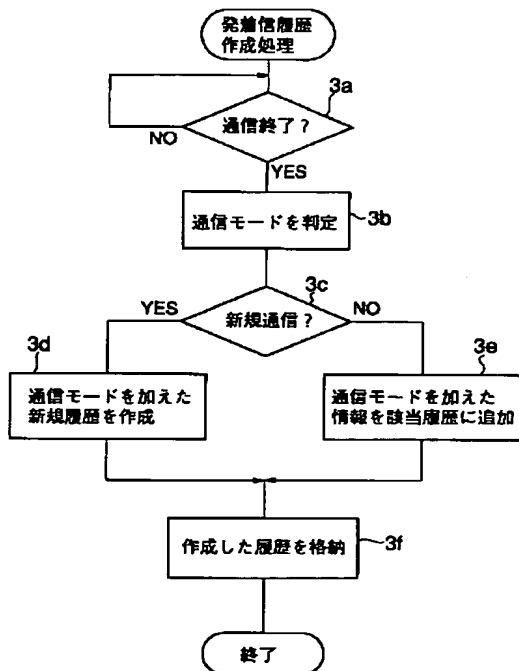 発着信履歴
作成処理
3a
通信終了？
NO
YES
通信モードを判定
3b
3c
YES
新規通信？
NO
3d
3e
通信モードを加えた
新規履歴を作成
通信モードを加えた
情報を該当履歴に追加
作成した履歴を格納
3f
終了